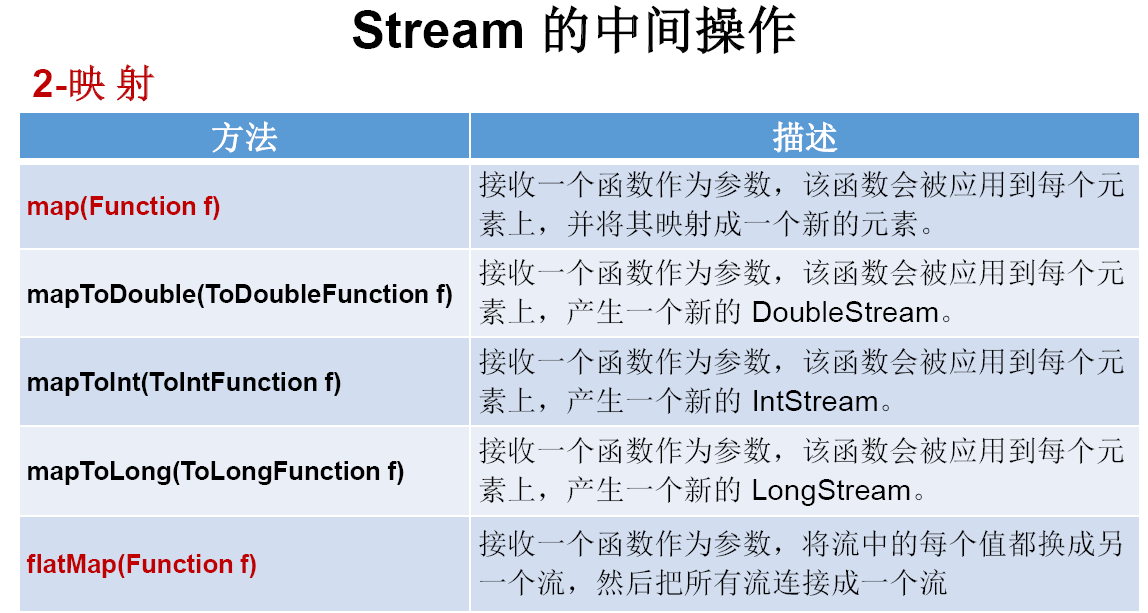 Stream 的中间操作
2-映 射
方法
描述
map(Function f)
接收一个函数作为参数，该函数会被应用到每个元
素上，并将其映射成一个新的元素。
mapToDouble(ToDoubleFunction f)
接收一个函数作为参数，该函数会被应用到每个元
素上，产生一个新的 DoubleStream。
mapToInt(ToIntFunction f)
接收一个函数作为参数，该函数会被应用到每个元
素上，产生一个新的 IntStream。
mapToLong(ToLongFunction f)
接收一个函数作为参数，该函数会被应用到每个元
素上，产生一个新的 LongStream。
flatMap(Function f)
接收一个函数作为参数，将流中的每个值都换成另
一个流，然后把所有流连接成一个流